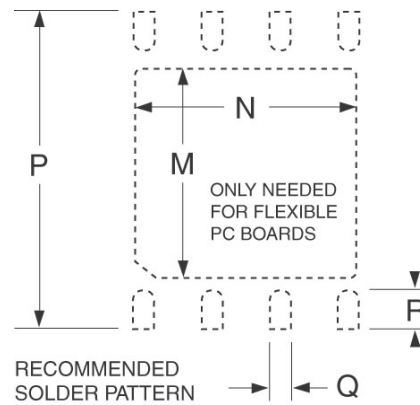 N
P
M
ONLY NEEDED
FOR FLEXIBLE
PC BOARDS
R
RECOMMENDED
SOLDER PATTERN
Q